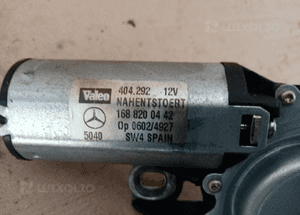 Valeo 404.292 12V
NAHENTSTOERT
168 820 04 42
Op 0602/4927
5040 SW4 SPAIN